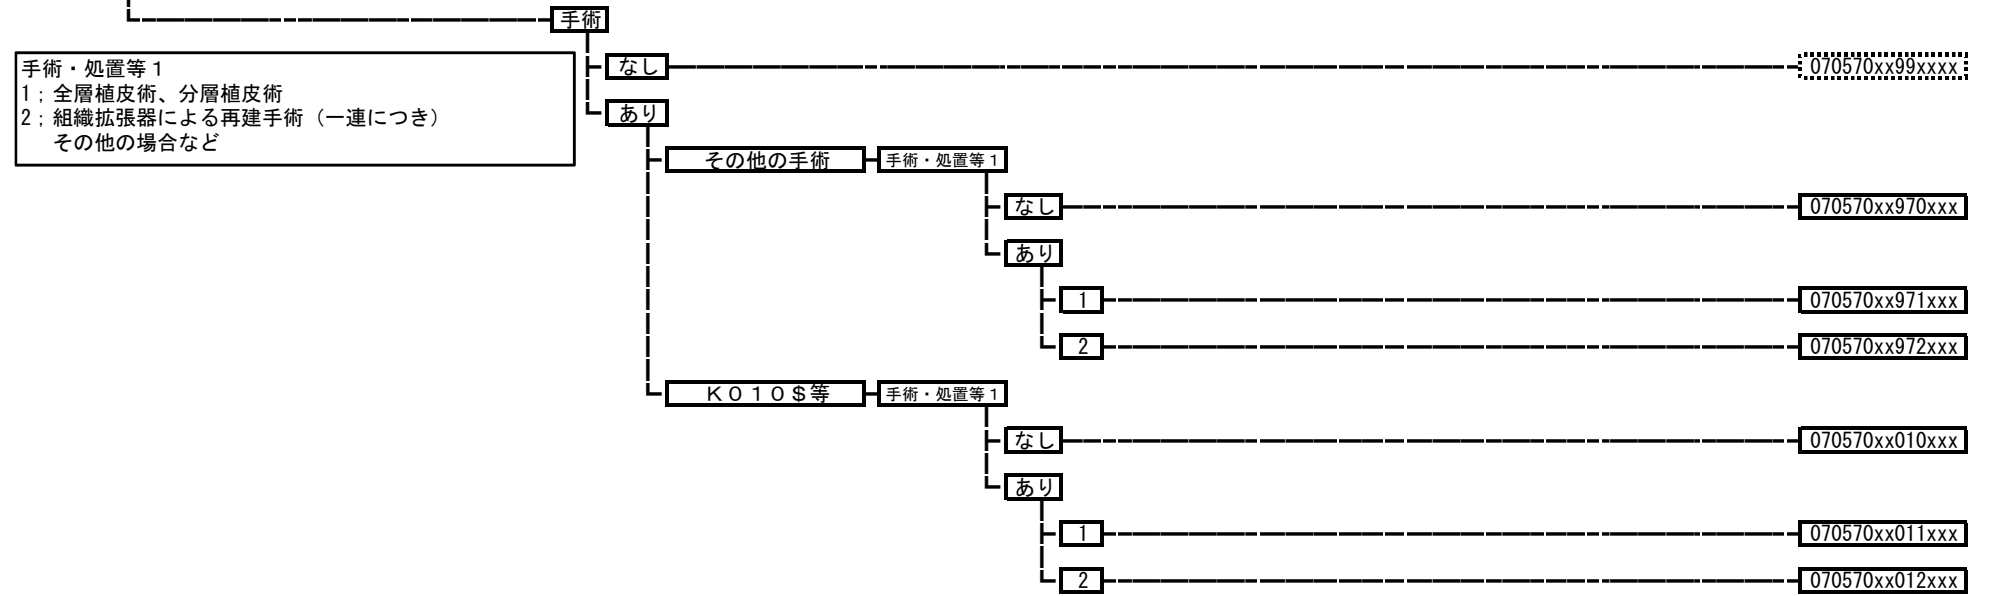 手術
手術・処置等１
1；全層植皮術、分層植皮術
2；組織拡張器による再建手術（一連につき）
その他の場合など
なし
070570xx99xxxx
あり
その他の手術
手術・処置等１
なし
070570xx970xxx
あり
1
070570xx971xxx
2
070570xx972xxx
Ｋ０１０＄等
手術・処置等１
なし
070570xx010xxx
あり
1
070570xx011xxx
2
070570xx012xxx